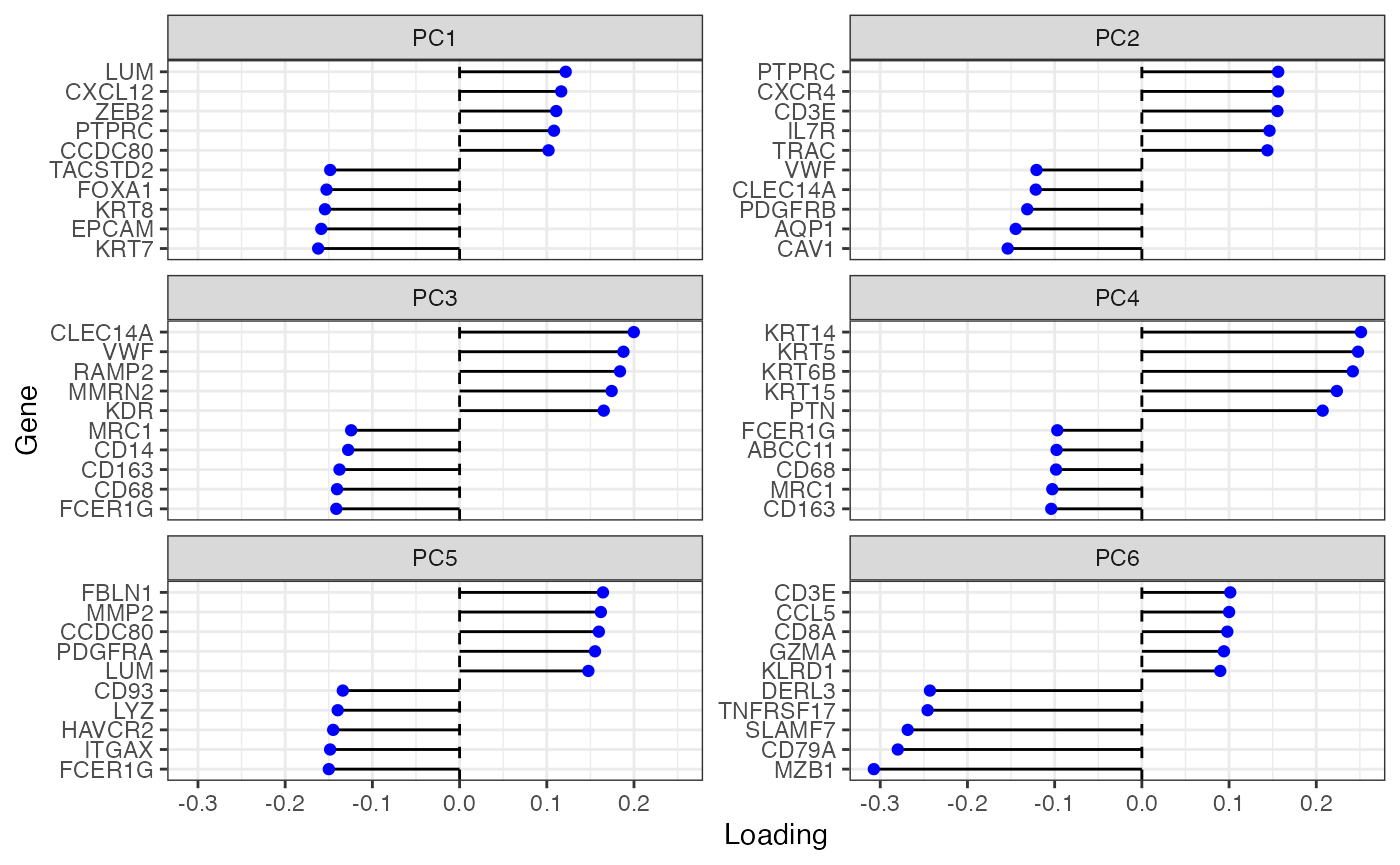 PC1
LUM
CXCL12
ZEB2
PTPRC
CCDC80
TACSTD2
FOXA1
KRT8
EPCAM
KRT7
PC2
PTPRC
CXCR4
CD3E
IL7R
TRAC
VWF
CLEC14A
PDGFRB
AQP1
CAV1
PC3
CLEC14A
VWF
RAMP2
MMRN2
KDR
MRC1
CD14
CD163
CD68
FCER1G
PC4
KRT14
KRT5
KRT6B
KRT15
PTN
FCER1G
ABCC11
CD68
MRC1
CD163
PC5
FBLN1
MMP2
CCDC80
PDGFRA
LUM
CD93
LYZ
HAVCR2
ITGAX
FCER1G
-0.3 -0.2 -0.1 0.0 0.1 0.2
PC6
CD3E
CCL5
CD8A
GZMA
KLRD1
DERL3
TNFRSF17
SLAMF7
CD79A
MZB1
-0.3 -0.2 -0.1 0.0 0.1 0.2
Gene
Loading